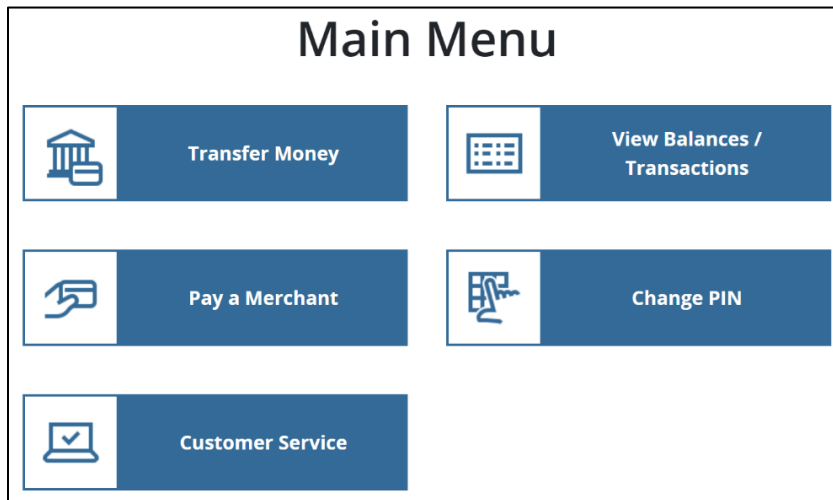 Main Menu
Transfer Money
View Balances /
Transactions
Pay a Merchant
Change PIN
Customer Service